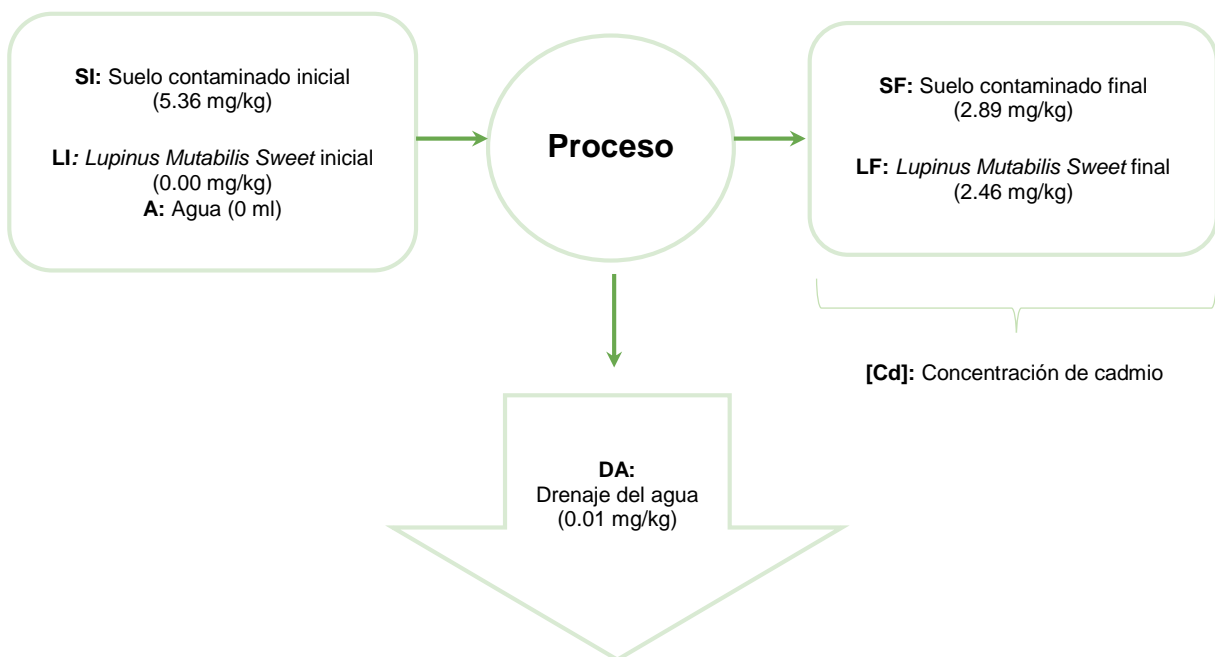 SI: Suelo contaminado inicial
(5.36 mg/kg)
LI: Lupinus Mutabilis Sweet inicial
(0.00 mg/kg)
A: Agua (0 ml)
Proceso
SF: Suelo contaminado final
(2.89 mg/kg)
LF: Lupinus Mutabilis Sweet final
(2.46 mg/kg)
[Cd]: Concentración de cadmio
DA:
Drenaje del agua
(0.01 mg/kg)